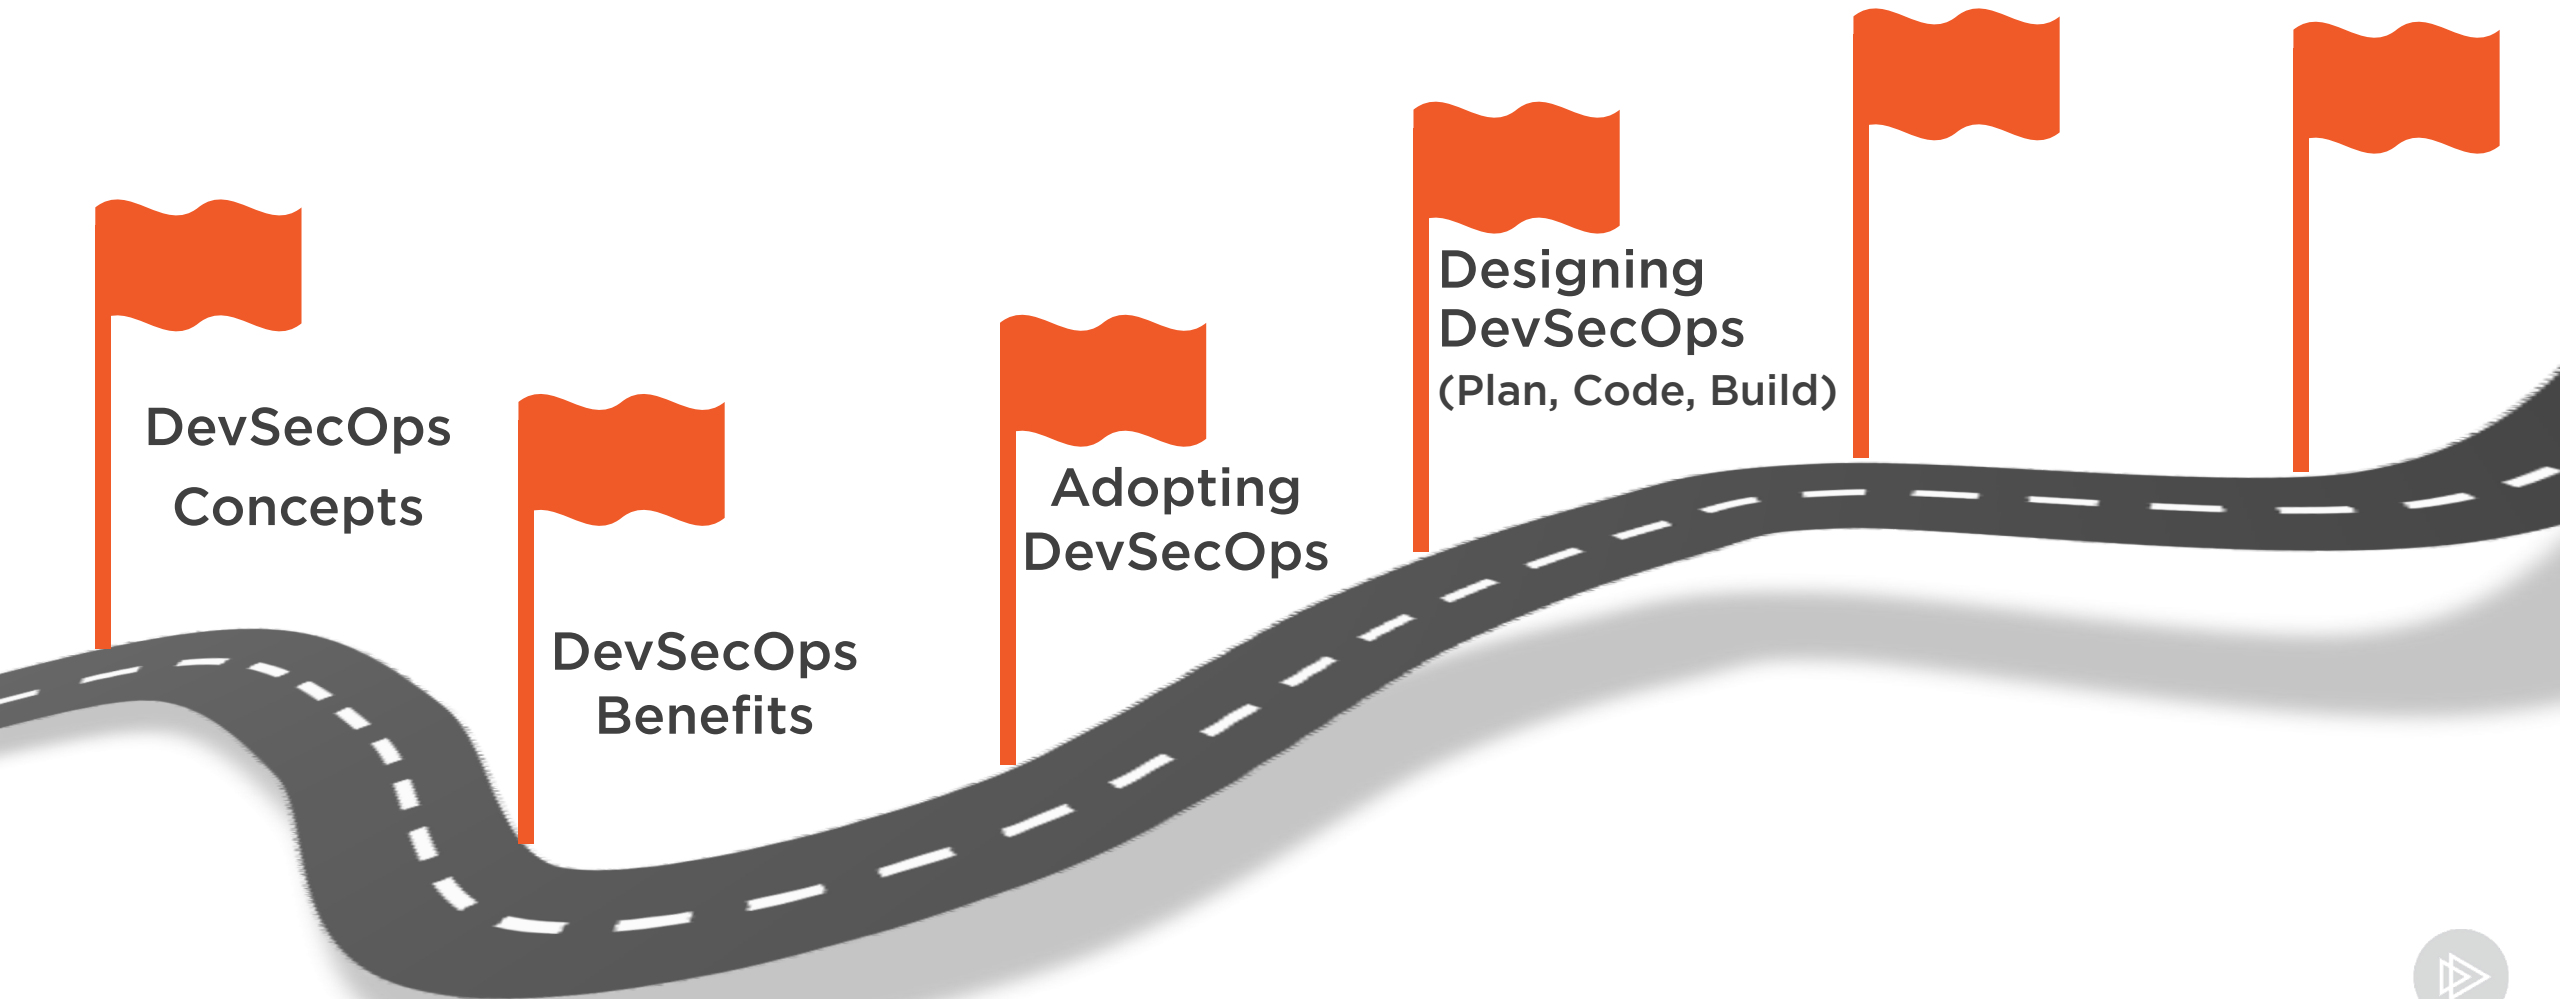 DevSecOps
Concepts
DevSecOps
Benefits
Adopting
DevSecOps
Designing
DevSecOps
(Plan, Code, Build)